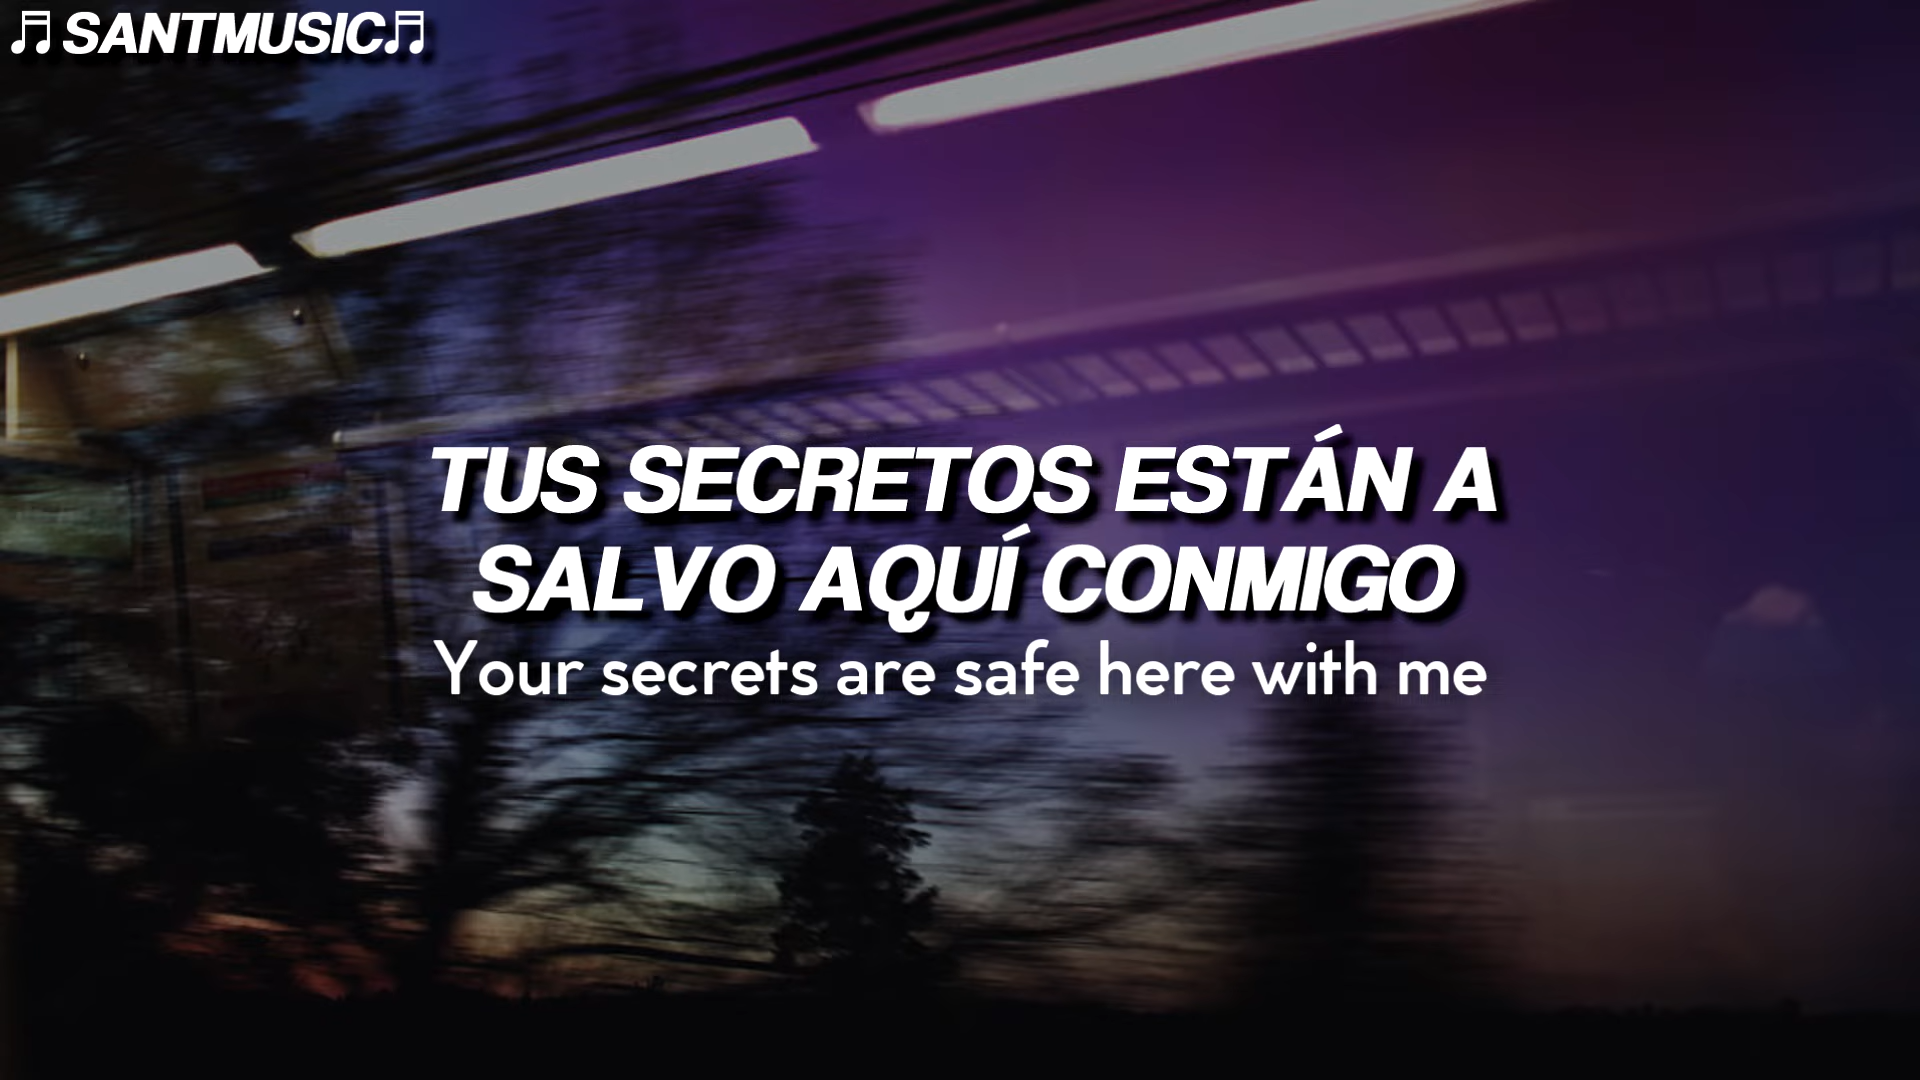 ♫SANTMUSIC♫
TUS SECRETOS ESTÁN A
SALVO AQUÍ CONMIGO
Your secrets are safe here with me